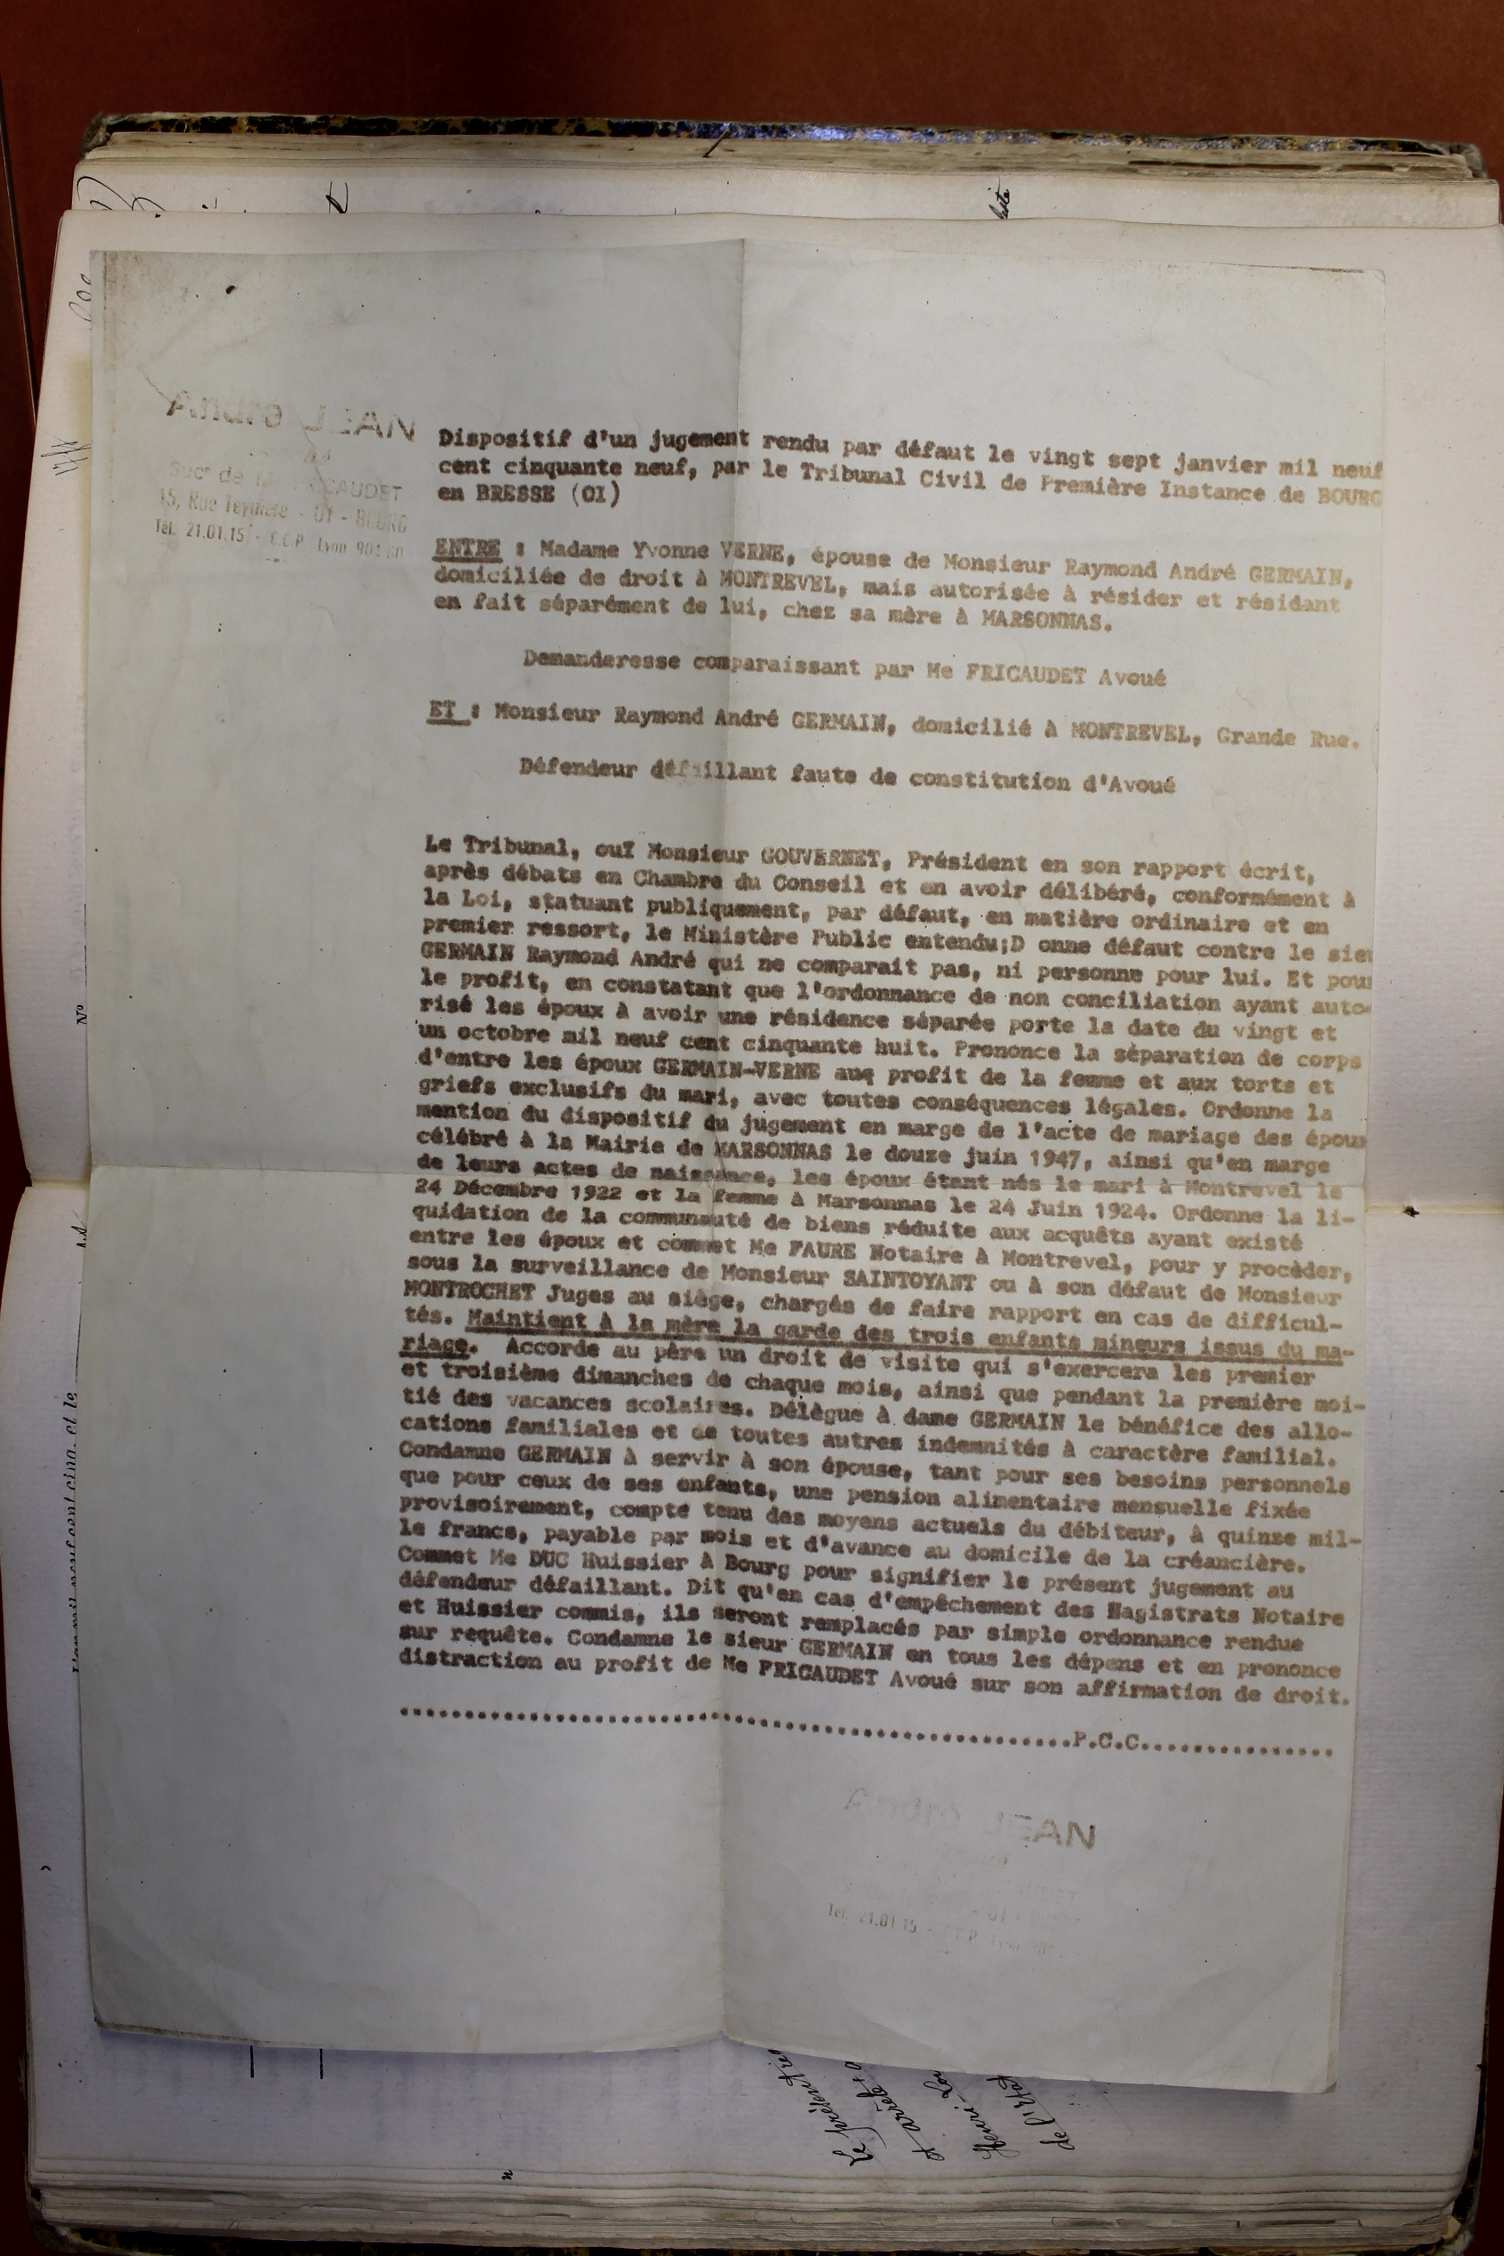 André JEAN
Sucr de Me FRICAUDET
15, Rue Teynière - 01 - BOURG
Tél. 21.01.15 - C.C.P. Lyon
Dispositif d'un jugement rendu par défaut le vingt sept janvier mil neuf
cent cinquante neuf, par le Tribunal Civil de Première Instance de BOURG
en BRESSE (OI)
ENTRE : Madame Yvonne VERNE, épouse de Monsieur Raymond André GERMAIN,
domiciliée de droit à MONTREVEL, mais autorisée à résider et résidant
en fait séparément de lui, chez sa mère à MARSONNAS.
Demanderesse comparaissant par Me FRICAUDET Avoué
ET : Monsieur Raymond André GERMAIN, domicilié à MONTREVEL, Grande Rue.
Défendeur défaillant faute de constitution d'Avoué
Le Tribunal, ouï Monsieur GOUVERNET, Président en son rapport écrit,
après débats en Chambre du Conseil et en avoir délibéré, conformément à
la Loi, statuant publiquement, par défaut, en matière ordinaire et en
premier ressort, le Ministère Public entendu;D onne défaut contre le sieu
GERMAIN Raymond André qui ne comparait pas, ni personne pour lui. Et pour
le profit, en constatant que l'ordonnance de non conciliation ayant auto-
risé les époux à avoir une résidence séparée porte la date du vingt et
un octobre mil neuf cent cinquante huit. Prononce la séparation de corps
d'entre les époux GERMAIN-VERNE auq profit de la femme et aux torts et
griefs exclusifs du mari, avec toutes conséquences légales. Ordonne la
mention du dispositif du jugement en marge de l'acte de mariage des époux
célébré à la Mairie de MARSONNAS le douze juin 1947, ainsi qu'en marge
de leurs actes de naissance, les époux étant nés le mari à Montrevel le
24 Décembre 1922 et la femme à Marsonnas le 24 Juin 1924. Ordonne la li-
quidation de la communauté de biens réduite aux acquêts ayant existé
entre les époux et commet Me FAURE Notaire à Montrevel, pour y procèder,
sous la surveillance de Monsieur SAINTOYANT ou à son défaut de Monsieur
MONTROCHET Juges au siège, chargés de faire rapport en cas de difficul-
tés. Maintient à la mère la garde des trois enfants mineurs issus du ma-
riage. Accorde au père un droit de visite qui s'exercera les premier
et troisième dimanches de chaque mois, ainsi que pendant la première moi-
tié des vacances scolaires. Délègue à dame GERMAIN le bénéfice des allo-
cations familiales et de toutes autres indemnités à caractère familial.
Condamne GERMAIN à servir à son épouse, tant pour ses besoins personnels
que pour ceux de ses enfants, une pension alimentaire mensuelle fixée
provisoirement, compte tenu des moyens actuels du débiteur, à quinze mil-
le francs, payable par mois et d'avance au domicile de la créancière.
Commet Me DUC Huissier à Bourg pour signifier le présent jugement au
défendeur défaillant. Dit qu'en cas d'empêchement des Magistrats Notaire
et Huissier commis, ils seront remplacés par simple ordonnance rendue
sur requête. Condamne le sieur GERMAIN en tous les dépens et en prononce
distraction au profit de Me FRICAUDET Avoué sur son affirmation de droit.
....................................................P.C.C...............
André JEAN
Tél. 21.01.15 - C.C.P. Lyon
N°
L'an mil neuf cent cinq, et le
de l'état